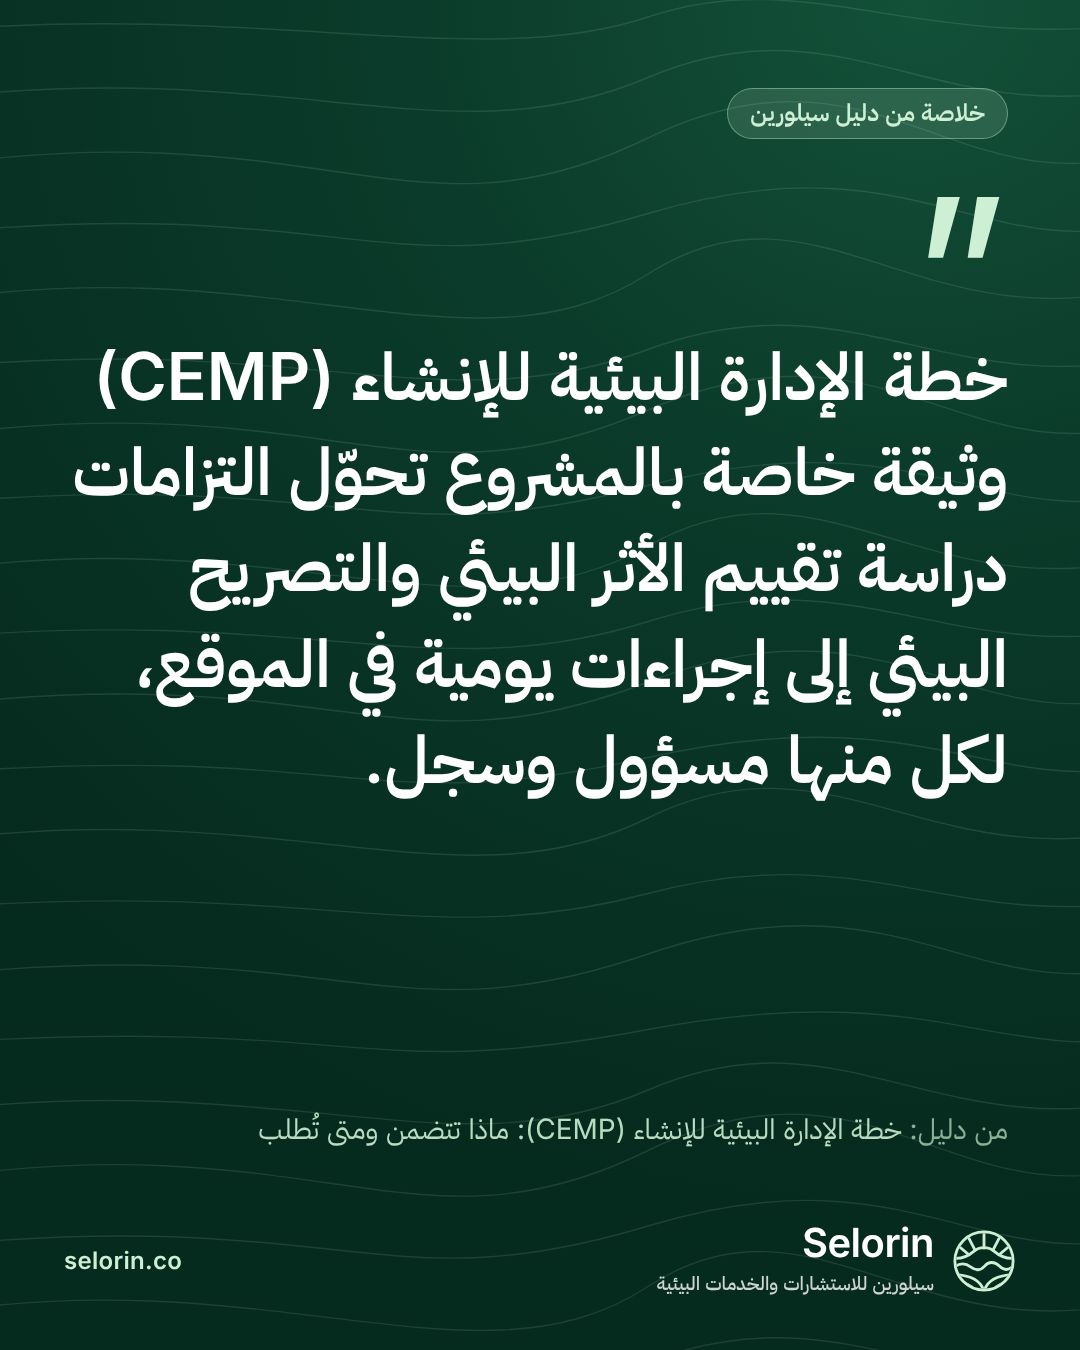 خلاصة من دليل سيلورين
"
خطة الإدارة البيئية للإنشاء (CEMP)
وثيقة خاصة بالمشروع تحوّل التزامات
دراسة تقييم الأثر البيئي والتصريح
البيئي إلى إجراءات يومية في الموقع،
لكل منها مسؤول وسجل.
من دليل: خطة الإدارة البيئية للإنشاء (CEMP): ماذا تتضمن ومتى تُطلب
Selorin
سيلورين للاستشارات والخدمات البيئية
selorin.co